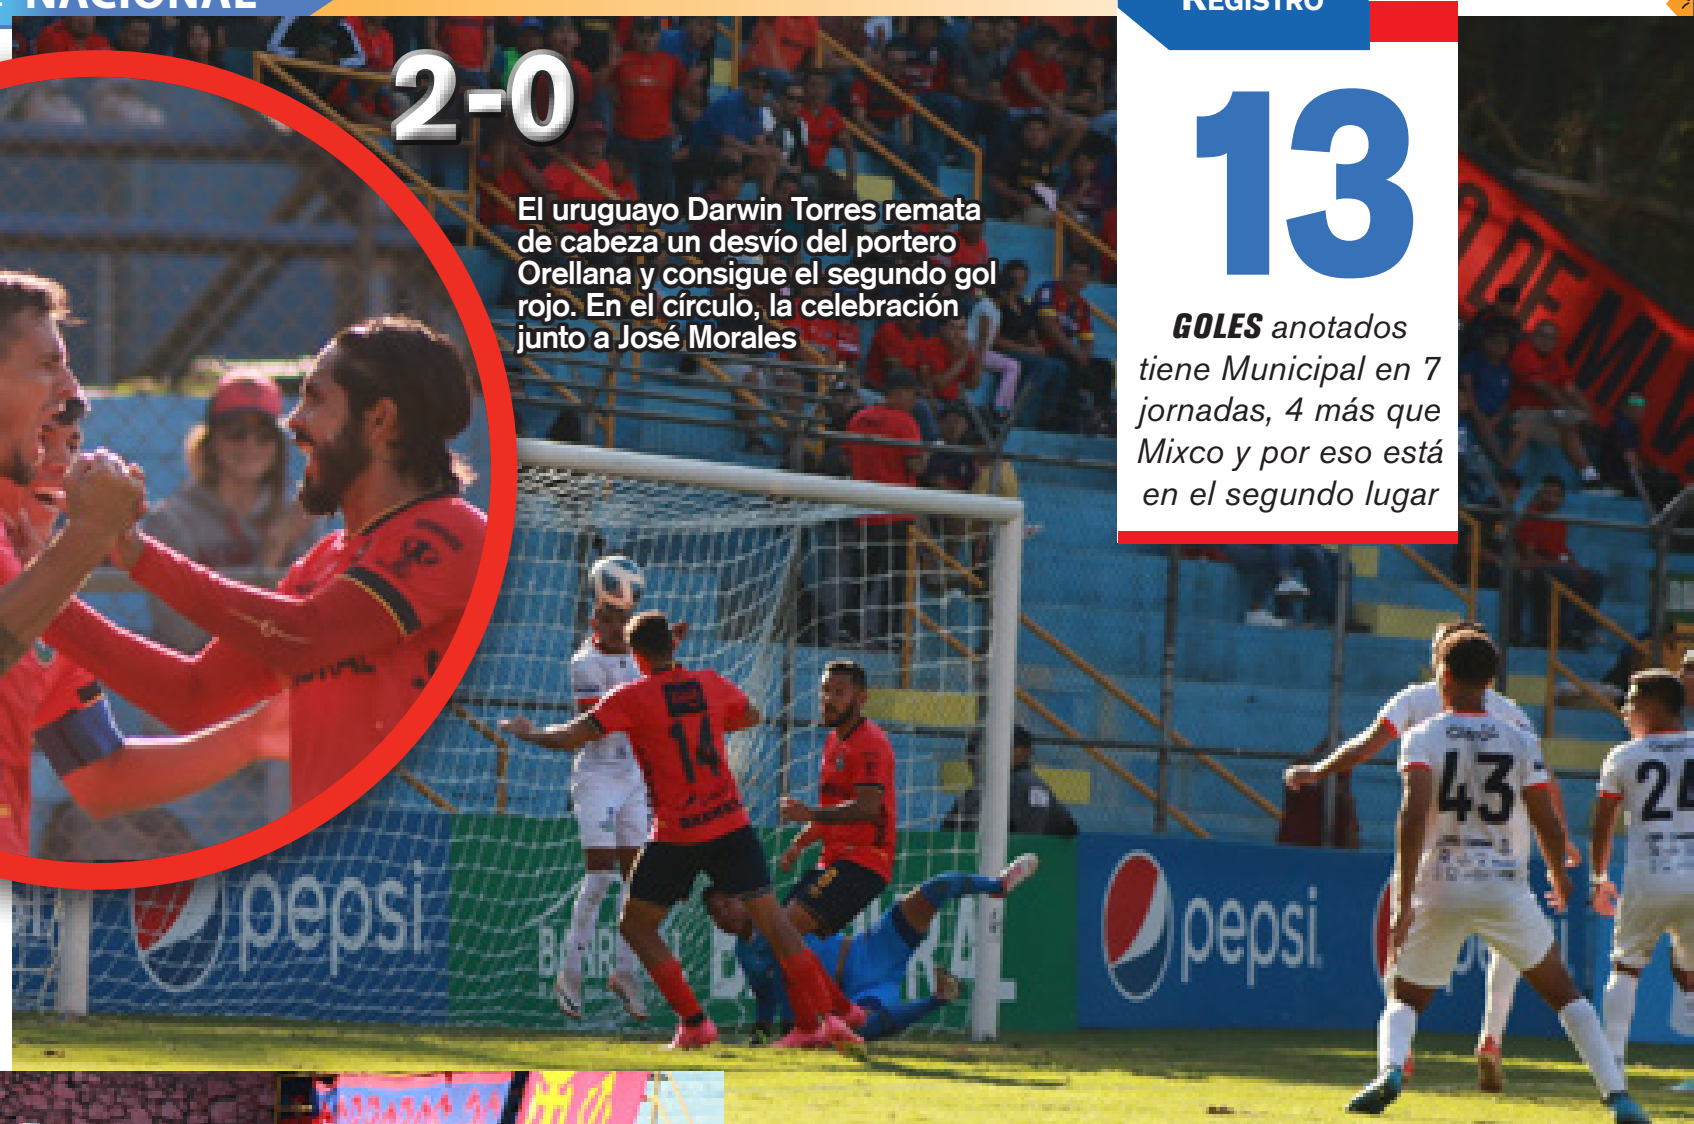 NACIONAL
REGISTRO
2-0
El uruguayo Darwin Torres remata
de cabeza un desvío del portero
Orellana y consigue el segundo gol
rojo. En el círculo, la celebración
junto a José Morales
13
GOLES anotados
tiene Municipal en 7
jornadas, 4 más que
Mixco y por eso está
en el segundo lugar
14
43
24
pepsi
pepsi